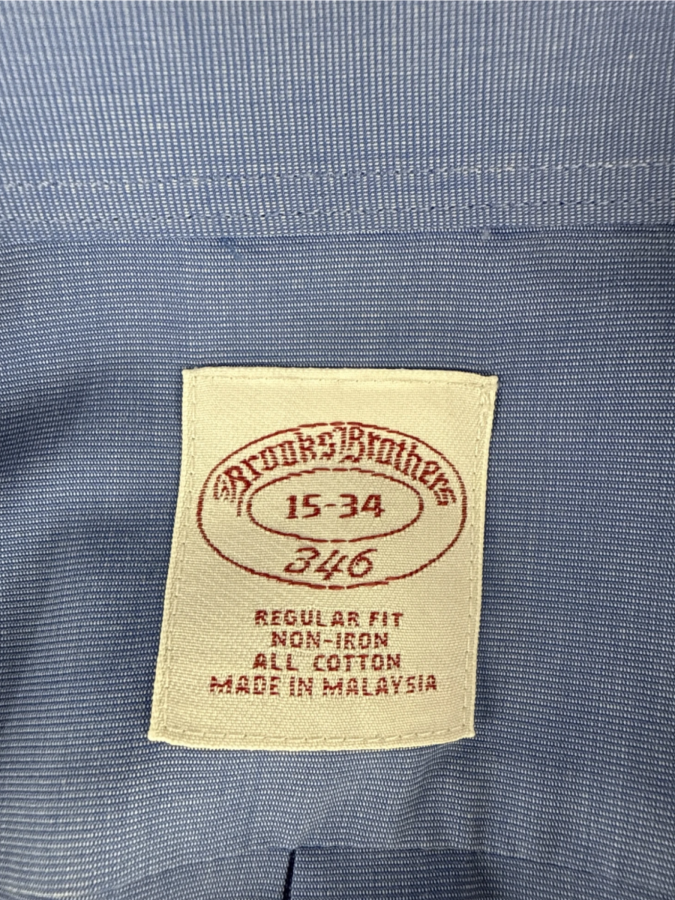 Brooks Brothers
15-34
346
REGULAR FIT
NON-IRON
ALL COTTON
MADE IN MALAYSIA